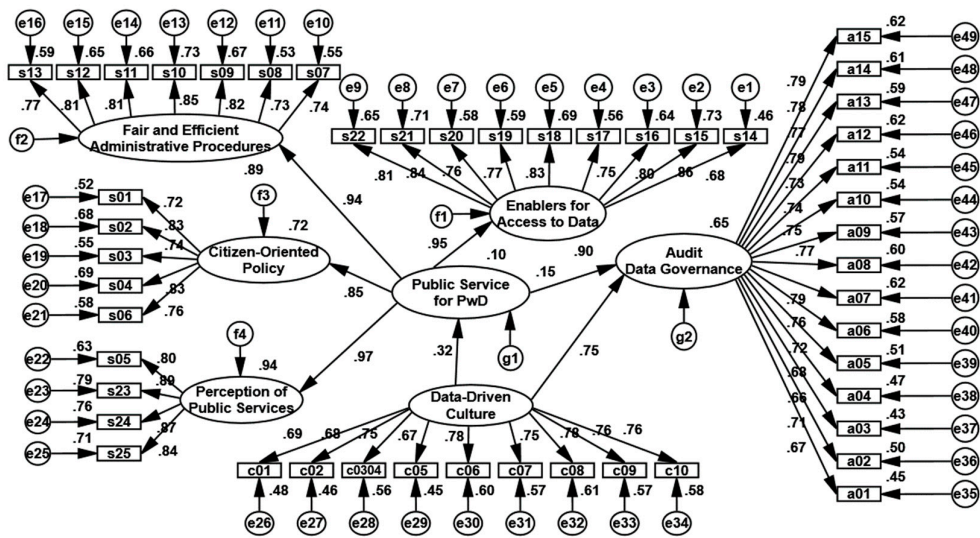 e16 e15 e14 e13 e12 e11 e10
.59 .65 .66 .73 .67 .53 .55
s13 s12 s11 s10 s09 s08 s07
.77 .81 .81 .85 .82 .73 .74
f2
Fair and Efficient
Administrative Procedures
.89
e9 e8 e7 e6 e5 e4 e3 e2 e1
.65 .71 .58 .59 .69 .56 .64 .73 .46
s22 s21 s20 s19 s18 s17 s16 s15 s14
.81 .84 .76 .77 .83 .75 .80 .86 .68
f1
Enablers for
Access to Data
.90
e17 .52 s01 .72
e18 .68 s02 .83
e19 .55 s03 .74
e20 .69 s04 .83
e21 .58 s06 .76
f3
.72
Citizen-Oriented
Policy
.94
.95
.85
.97
.10
Public Service
for PwD
.15
g1
.32
e22 .63 s05 .80
e23 .79 s23 .89
e24 .76 s24 .87
e25 .71 s25 .84
f4
.94
Perception of
Public Services
Data-Driven
Culture
.75
.69 .68 .75 .67 .78 .75 .78 .76 .76
c01 c02 c0304 c05 c06 c07 c08 c09 c10
.48 .46 .56 .45 .60 .57 .61 .57 .58
e26 e27 e28 e29 e30 e31 e32 e33 e34
.65
Audit
Data Governance
g2
.79 a15 .62 e49
.78 a14 .61 e48
.77 a13 .59 e47
.79 a12 .62 e46
.73 a11 .54 e45
.74 a10 .54 e44
.75 a09 .57 e43
.77 a08 .60 e42
.79 a07 .62 e41
.76 a06 .58 e40
.72 a05 .51 e39
.68 a04 .47 e38
.66 a03 .43 e37
.71 a02 .50 e36
.67 a01 .45 e35